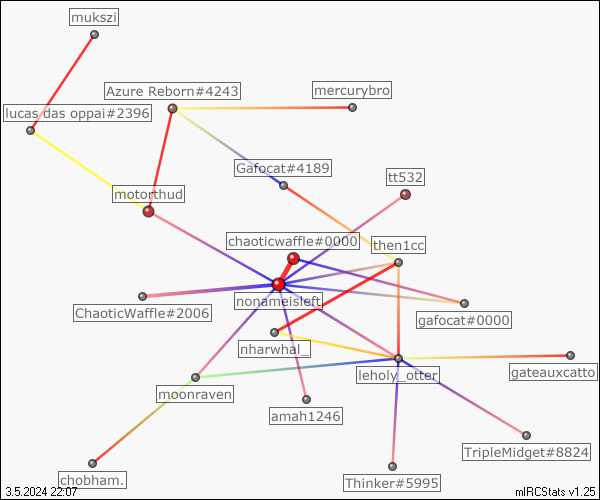 mukszi
Azure Reborn#4243
mercurybro
lucas das oppai#2396
Gafocat#4189
tt532
motorthud
chaoticwaffle#0000
then1cc
nonameisleft
ChaoticWaffle#2006
gafocat#0000
nharwhal_
leholy_otter
gateauxcatto
moonraven
amah1246
TripleMidget#8824
chobham.
Thinker#5995
3.5.2024 22:07
mIRCStats v1.25